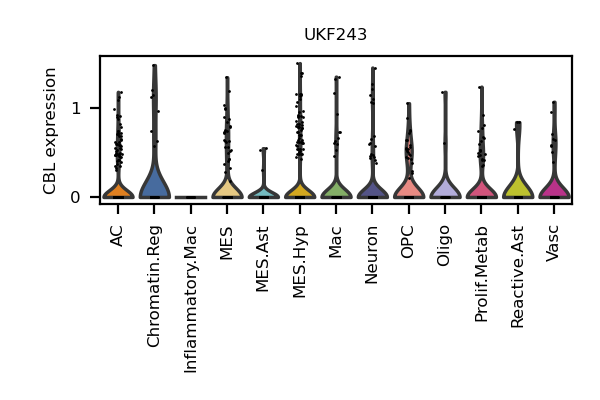 UKF243
CBL expression
1
0
AC
Chromatin.Reg
Inflammatory.Mac
MES
MES.Ast
MES.Hyp
Mac
Neuron
OPC
Oligo
Prolif.Metab
Reactive.Ast
Vasc